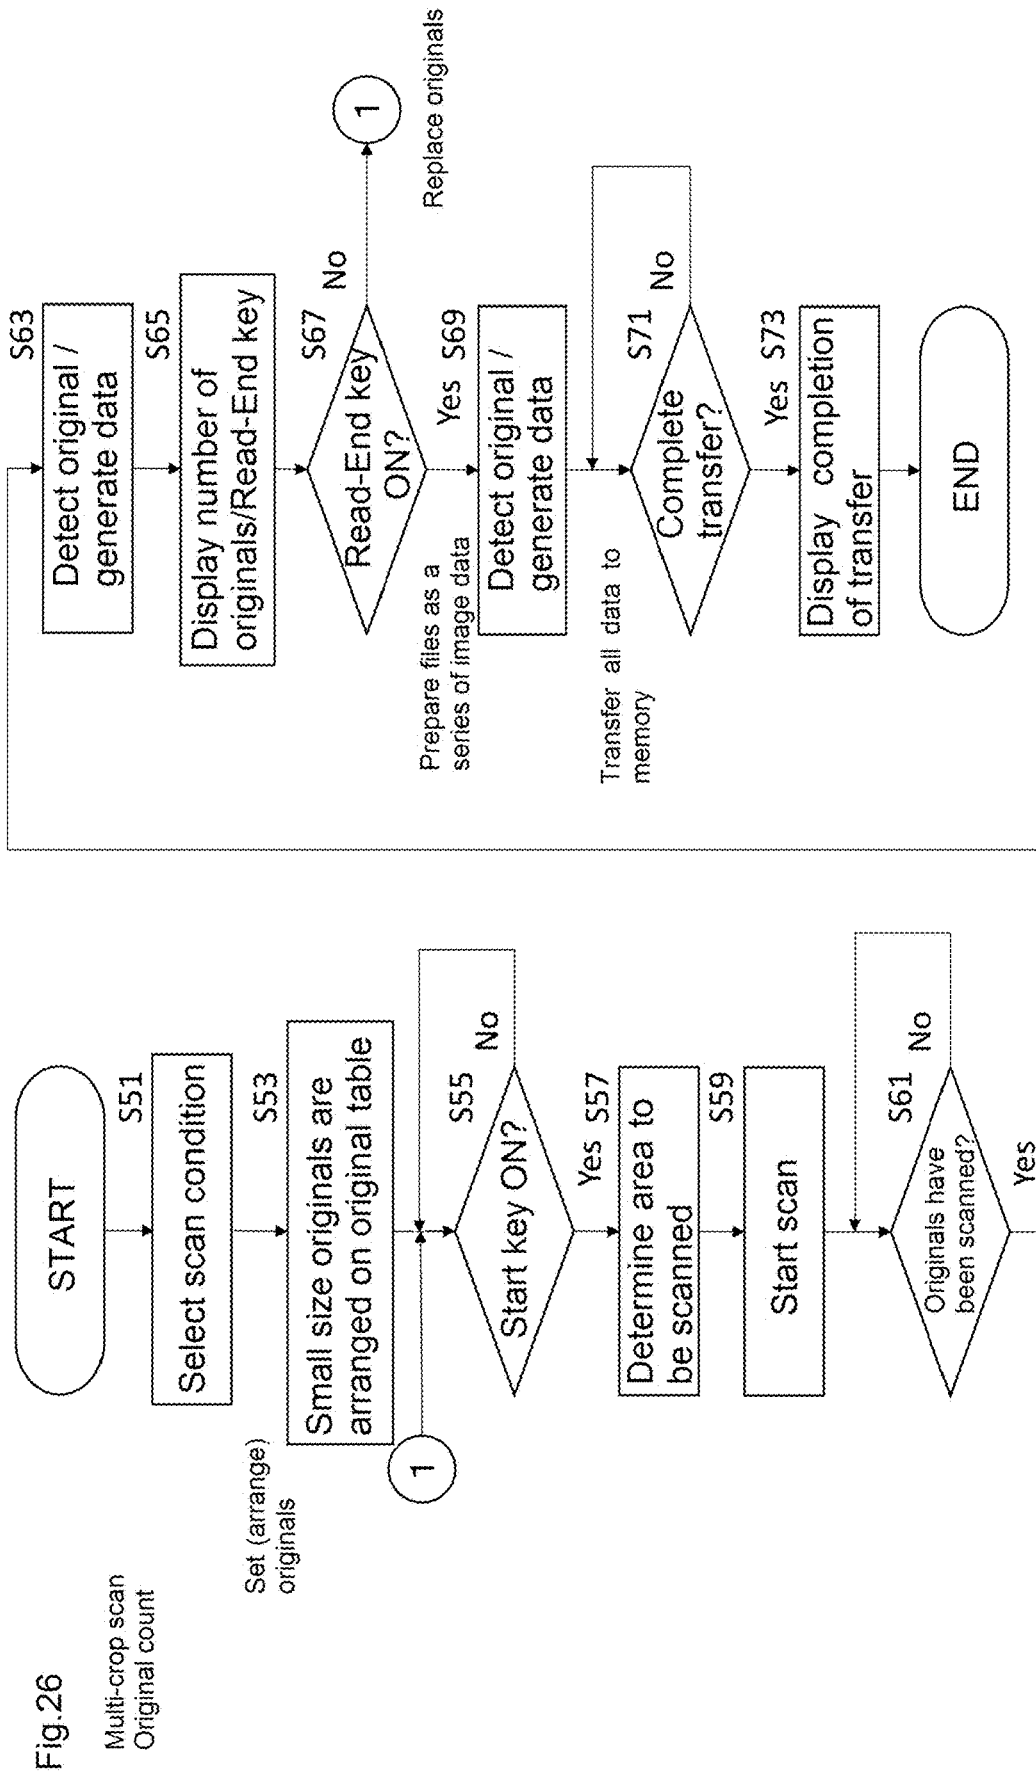 Fig.26
Multi-crop scan
Original count
START
S51
Select scan condition
S53
Set (arrange)
originals
Small size originals are
arranged on original table
1
S55
Start key ON?
No
Yes
S57
Determine area to
be scanned
S59
Start scan
S61
Originals have
been scanned?
No
Yes
S63
Detect original /
generate data
S65
Display number of
originals/Read-End key
S67
Read-End key
ON?
No
1
Replace originals
Yes
S69
Prepare files as a
series of image data
Detect original /
generate data
Transfer all data to
memory
S71
Complete
transfer?
No
Yes
S73
Display completion
of transfer
END